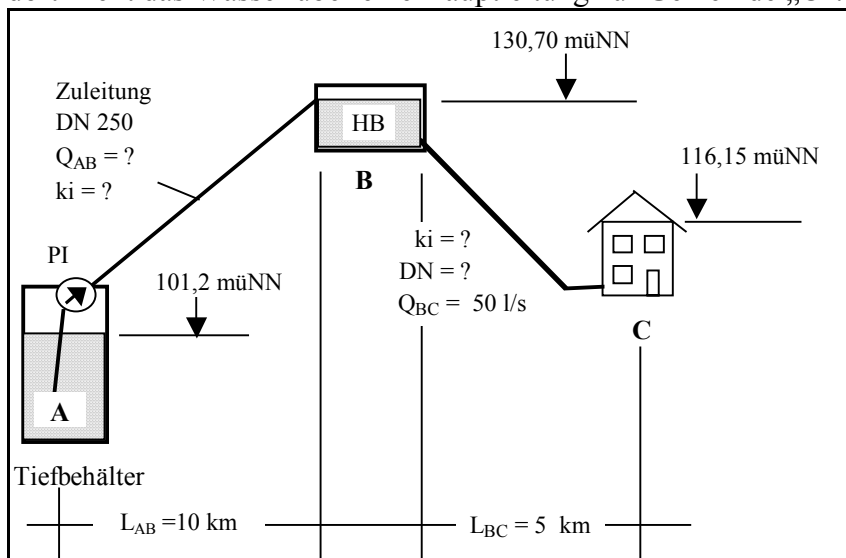 130,70 müNN
Zuleitung
DN 250
Q_AB = ?
ki = ?
HB
B
116,15 müNN
PI
101,2 müNN
ki = ?
DN = ?
Q_BC = 50 l/s
C
A
Tiefbehälter
L_AB =10 km
L_BC = 5 km